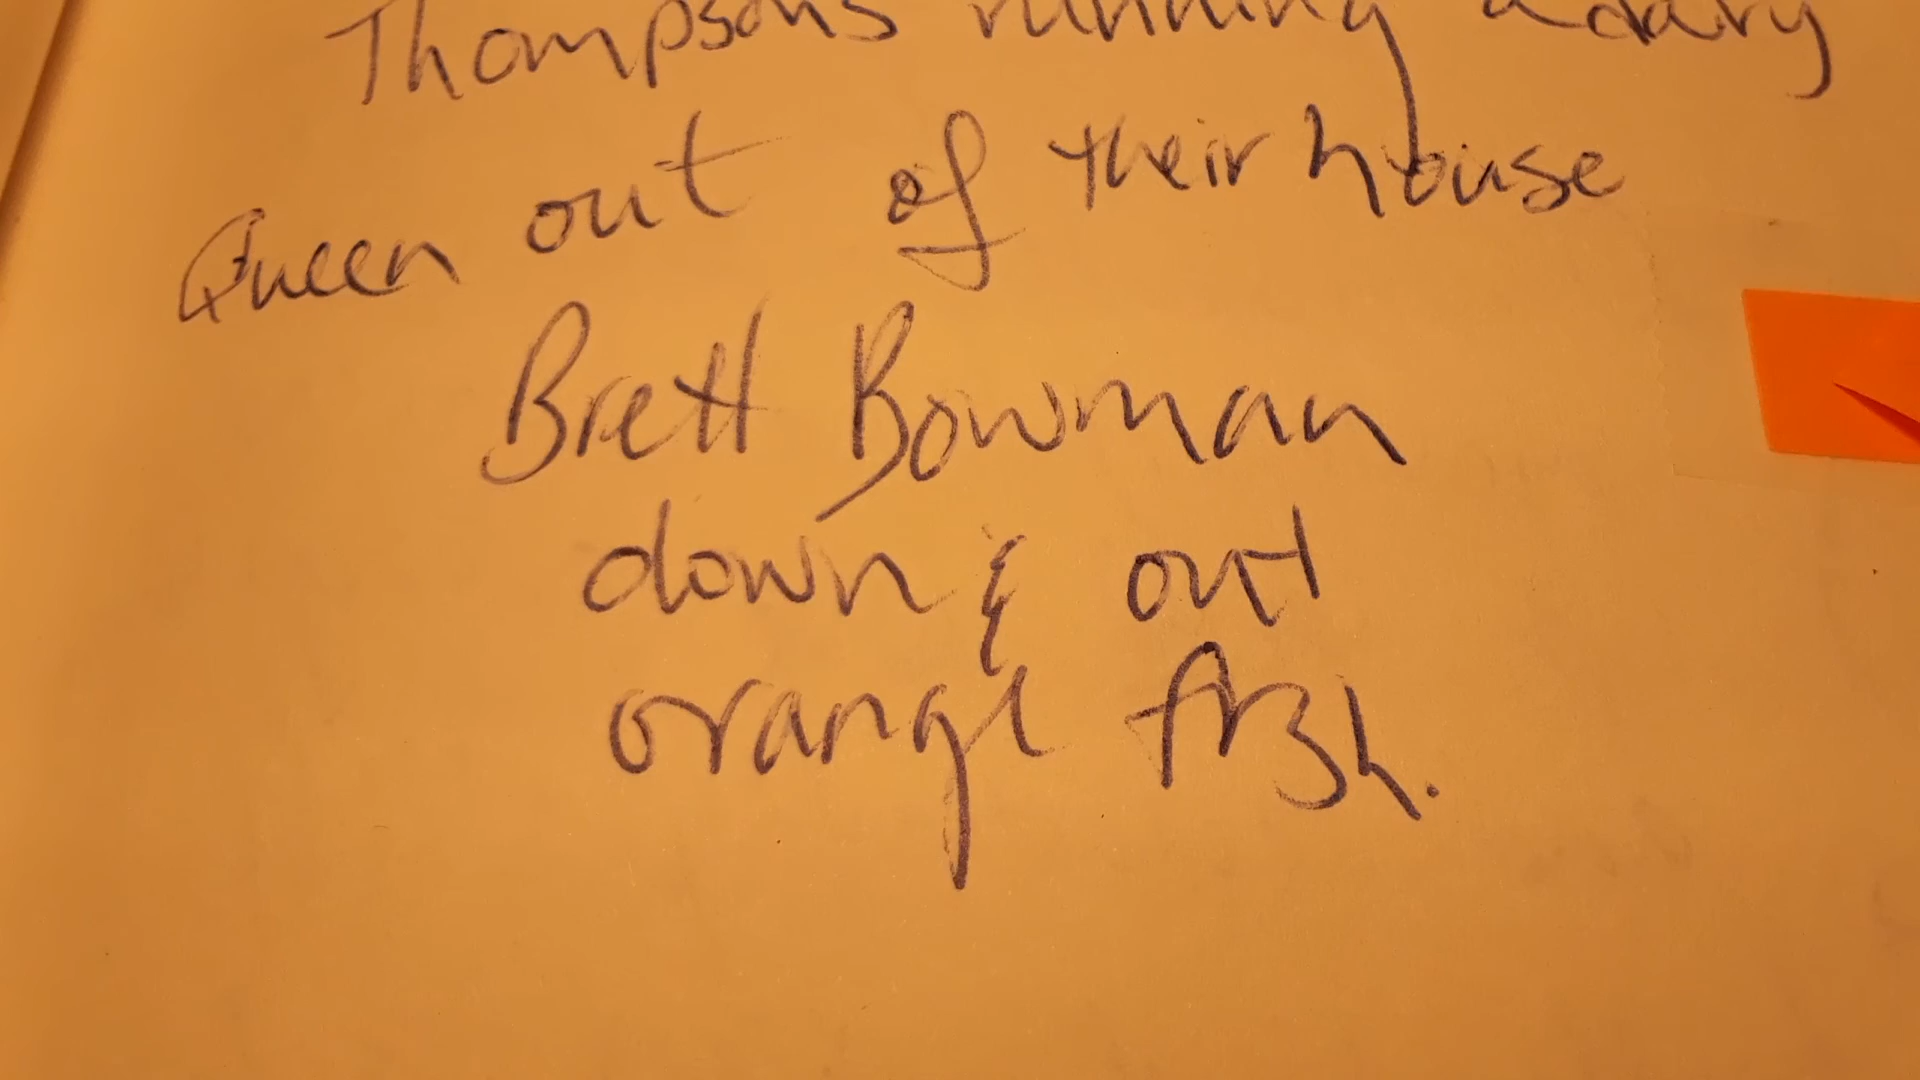 Thompsons running a dairy
Queen out of their house
Brett Bowman
down & out
orange fish.